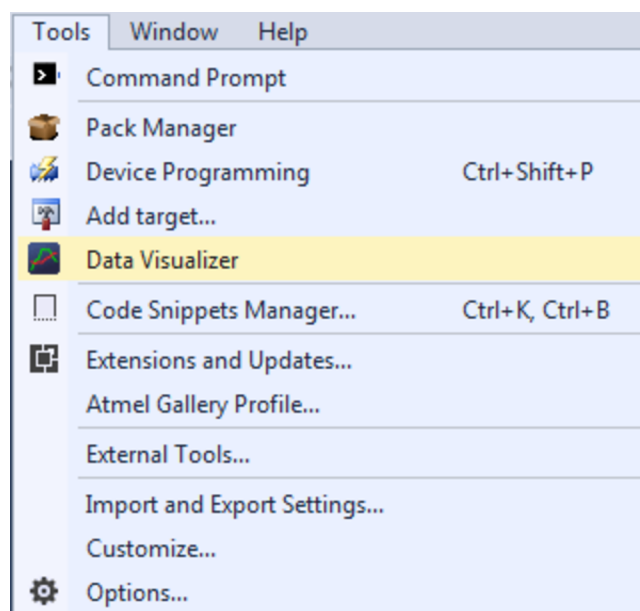 Tools Window Help
Command Prompt
Pack Manager
Device Programming Ctrl+Shift+P
Add target...
Data Visualizer
Code Snippets Manager... Ctrl+K, Ctrl+B
Extensions and Updates...
Atmel Gallery Profile...
External Tools...
Import and Export Settings...
Customize...
Options...